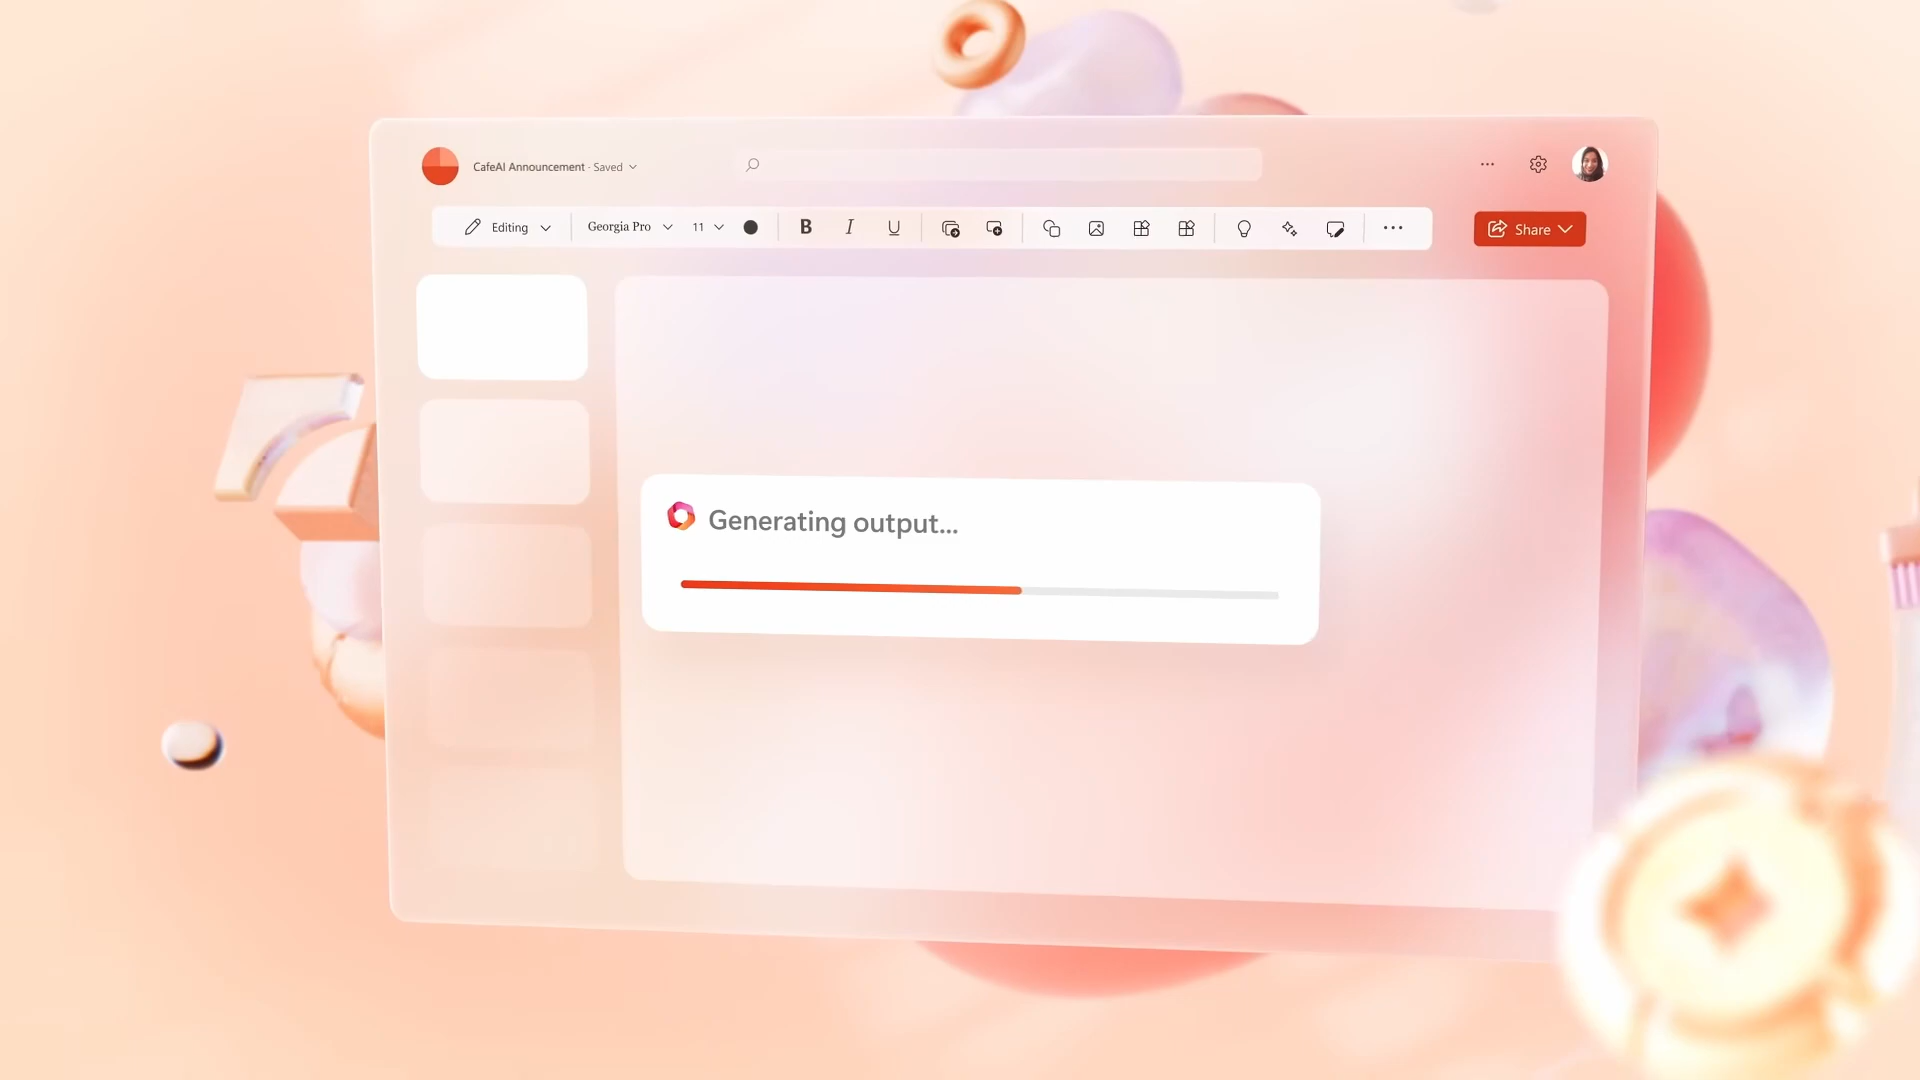 CafeAI Announcement · Saved
Editing
Georgia Pro
11
B
I
U
Share
Generating output...